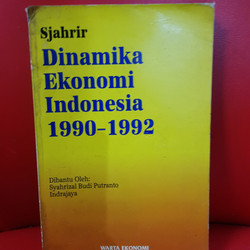 Sjahrir
Dinamika
Ekonomi
Indonesia
1990-1992
Dibantu Oleh:
Syahrizal Budi Putranto
Indrajaya
WARTA EKONOMI